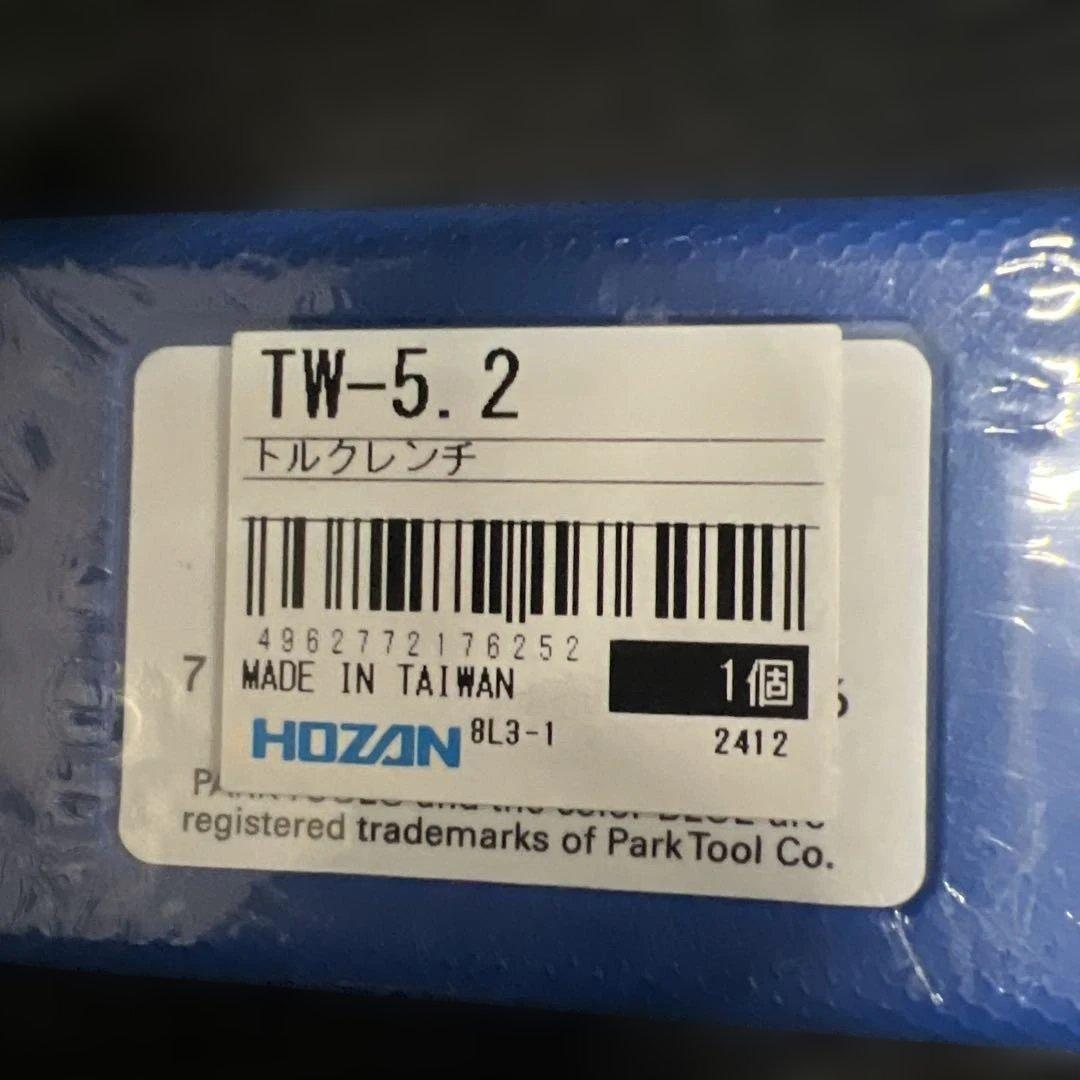 TW-5.2
トルクレンチ
4962772176252
7
MADE IN TAIWAN
1個
HOZAN 8L3-1
2412
registered trademarks of Park Tool Co.